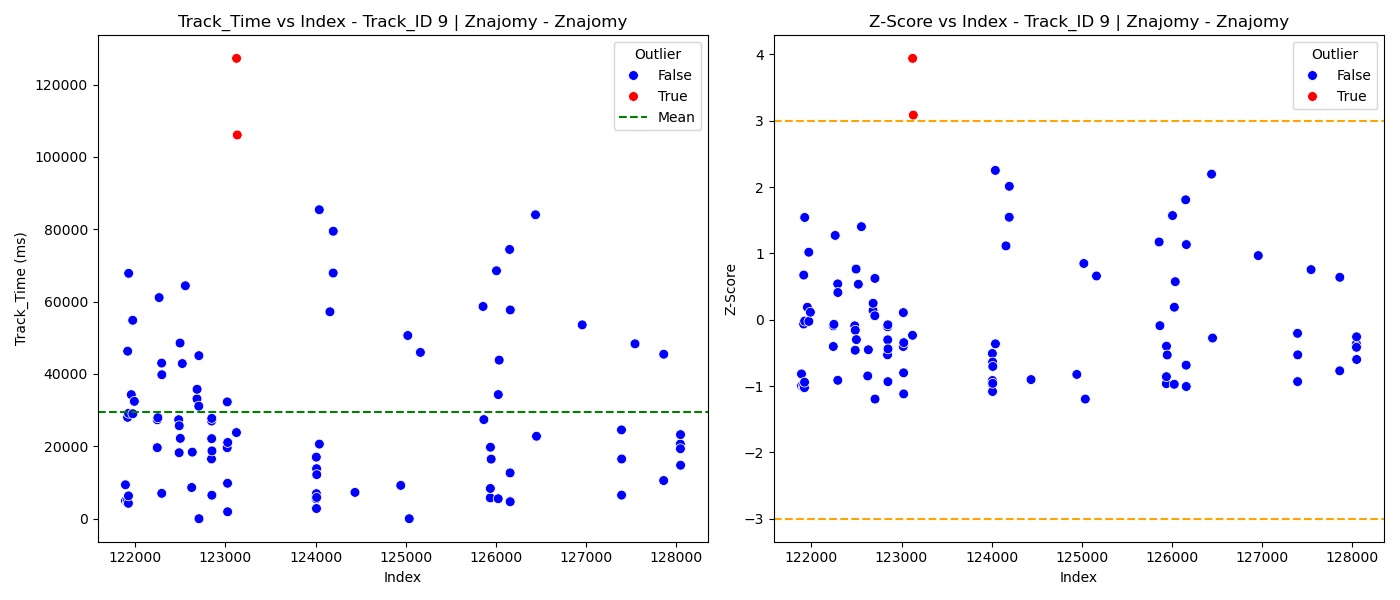 Track_Time vs Index - Track_ID 9 | Znajomy - Znajomy
Track_Time (ms)
120000
100000
80000
60000
40000
20000
0
Outlier
False
True
Mean
122000 123000 124000 125000 126000 127000 128000
Index
Z-Score vs Index - Track_ID 9 | Znajomy - Znajomy
Z-Score
4
3
2
1
0
−1
−2
−3
Outlier
False
True
122000 123000 124000 125000 126000 127000 128000
Index